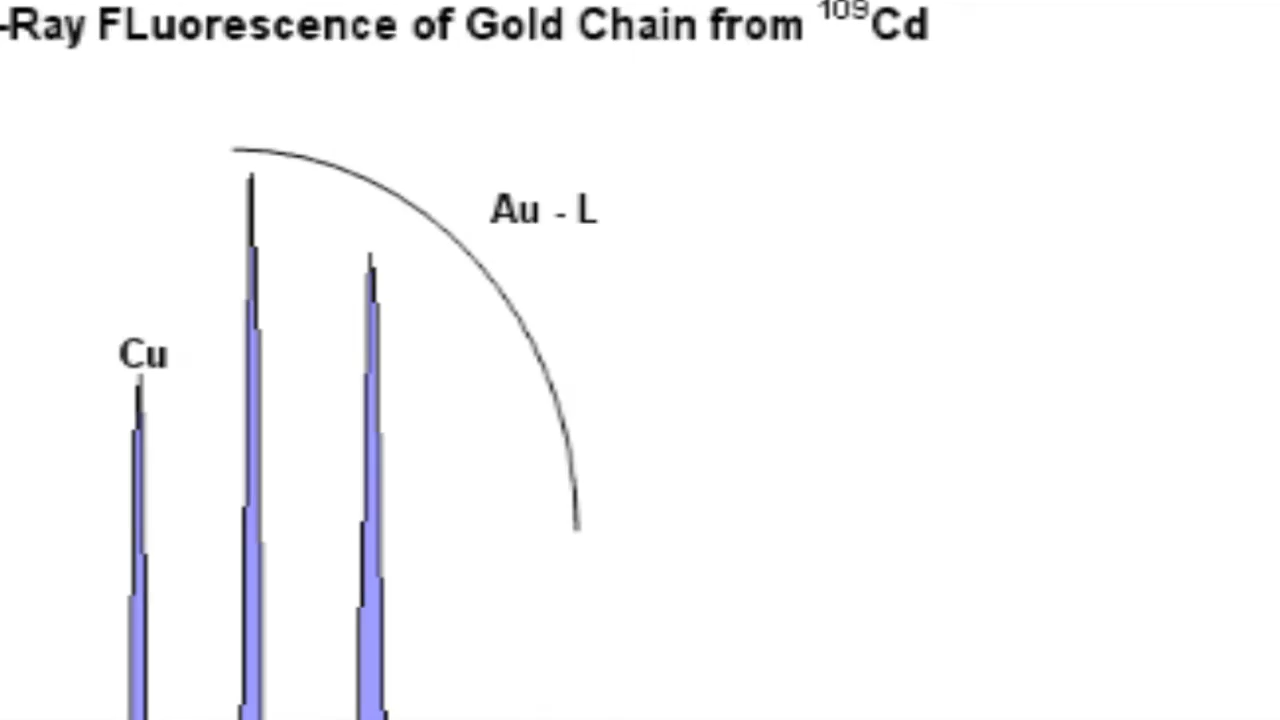 -Ray FLuorescence of Gold Chain from ¹⁰⁹Cd
Au - L
Cu